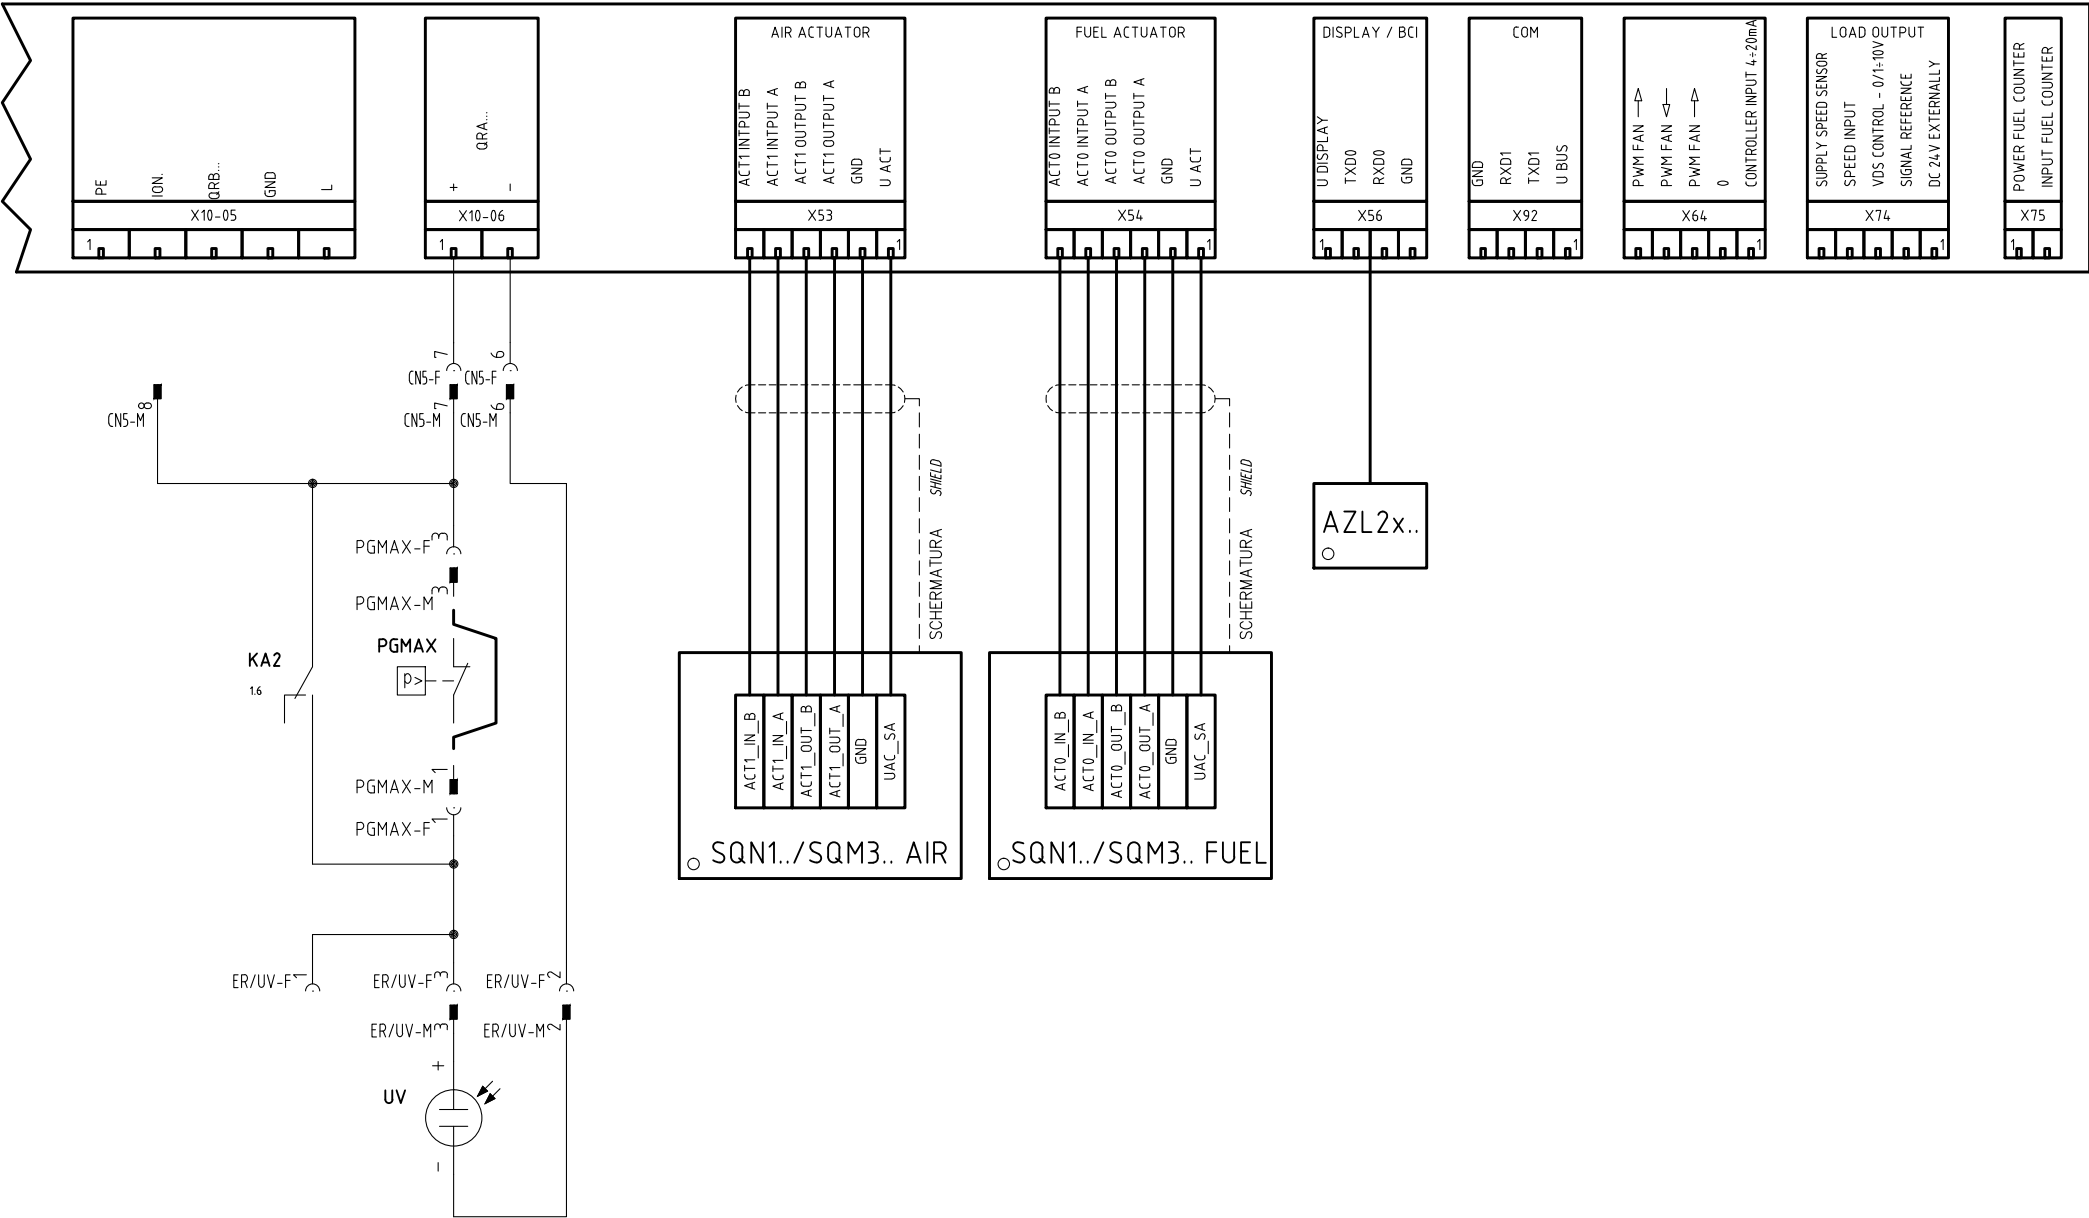 PE
ION.
QRB...
GND
L
X10-05
1
+
QRA...
-
X10-06
1
AIR ACTUATOR
ACT1 INTPUT B
ACT1 INTPUT A
ACT1 OUTPUT B
ACT1 OUTPUT A
GND
U ACT
X53
1
FUEL ACTUATOR
ACT0 INTPUT B
ACT0 INTPUT A
ACT0 OUTPUT B
ACT0 OUTPUT A
GND
U ACT
X54
1
DISPLAY / BCI
U DISPLAY
TXD0
RXD0
GND
X56
1
COM
GND
RXD1
TXD1
U BUS
X92
1
PWM FAN
PWM FAN
PWM FAN
0
CONTROLLER INPUT 4÷20mA
X64
1
LOAD OUTPUT
SUPPLY SPEED SENSOR
SPEED INPUT
VDS CONTROL - 0/1÷10V
SIGNAL REFERENCE
DC 24V EXTERNALLY
X74
1
POWER FUEL COUNTER
INPUT FUEL COUNTER
X75
1
CN5-F 7
CN5-F 6
CN5-M 8
CN5-M 7
CN5-M 6
PGMAX-F 3
PGMAX-M 3
PGMAX
p>
KA2
1.6
PGMAX-M 1
PGMAX-F 1
ER/UV-F 1
ER/UV-F 3
ER/UV-F 2
ER/UV-M 3
ER/UV-M 2
+
UV
-
SCHERMATURA SHIELD
ACT1_IN_B
ACT1_IN_A
ACT1_OUT_B
ACT1_OUT_A
GND
UAC_SA
SQN1../SQM3.. AIR
SCHERMATURA SHIELD
ACT0_IN_B
ACT0_IN_A
ACT0_OUT_B
ACT0_OUT_A
GND
UAC_SA
SQN1../SQM3.. FUEL
AZL2x..